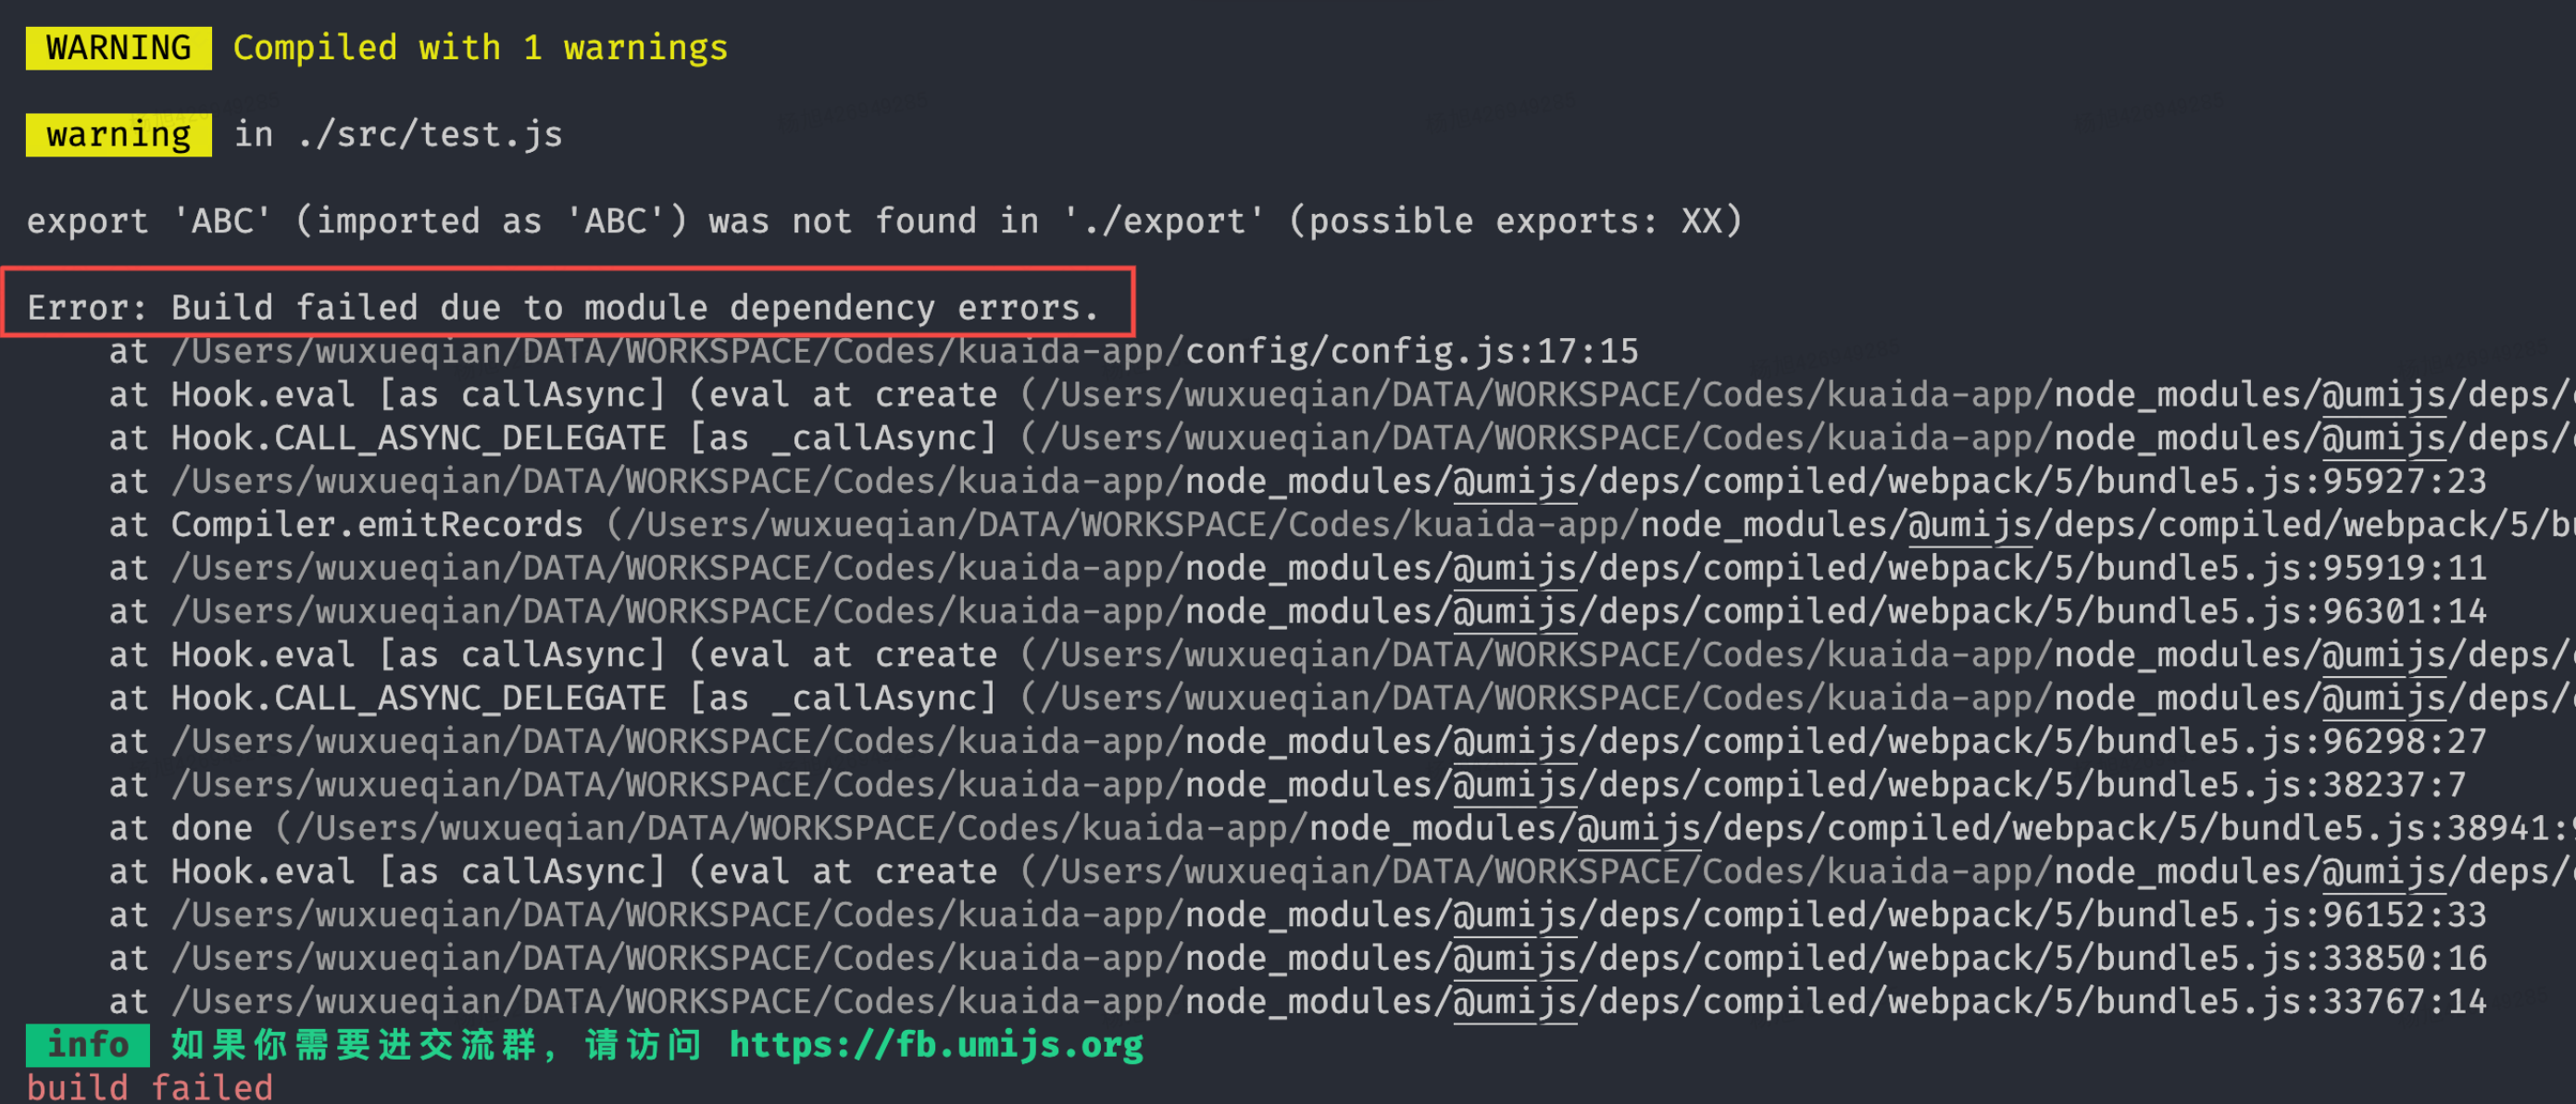 WARNING Compiled with 1 warnings
warning in ./src/test.js
export 'ABC' (imported as 'ABC') was not found in './export' (possible exports: XX)
Error: Build failed due to module dependency errors.
at /Users/wuxueqian/DATA/WORKSPACE/Codes/kuaida-app/config/config.js:17:15
at Hook.eval [as callAsync] (eval at create (/Users/wuxueqian/DATA/WORKSPACE/Codes/kuaida-app/node_modules/@umijs/deps/
at Hook.CALL_ASYNC_DELEGATE [as _callAsync] (/Users/wuxueqian/DATA/WORKSPACE/Codes/kuaida-app/node_modules/@umijs/deps/
at /Users/wuxueqian/DATA/WORKSPACE/Codes/kuaida-app/node_modules/@umijs/deps/compiled/webpack/5/bundle5.js:95927:23
at Compiler.emitRecords (/Users/wuxueqian/DATA/WORKSPACE/Codes/kuaida-app/node_modules/@umijs/deps/compiled/webpack/5/b
at /Users/wuxueqian/DATA/WORKSPACE/Codes/kuaida-app/node_modules/@umijs/deps/compiled/webpack/5/bundle5.js:95919:11
at /Users/wuxueqian/DATA/WORKSPACE/Codes/kuaida-app/node_modules/@umijs/deps/compiled/webpack/5/bundle5.js:96301:14
at Hook.eval [as callAsync] (eval at create (/Users/wuxueqian/DATA/WORKSPACE/Codes/kuaida-app/node_modules/@umijs/deps/
at Hook.CALL_ASYNC_DELEGATE [as _callAsync] (/Users/wuxueqian/DATA/WORKSPACE/Codes/kuaida-app/node_modules/@umijs/deps/
at /Users/wuxueqian/DATA/WORKSPACE/Codes/kuaida-app/node_modules/@umijs/deps/compiled/webpack/5/bundle5.js:96298:27
at /Users/wuxueqian/DATA/WORKSPACE/Codes/kuaida-app/node_modules/@umijs/deps/compiled/webpack/5/bundle5.js:38237:7
at done (/Users/wuxueqian/DATA/WORKSPACE/Codes/kuaida-app/node_modules/@umijs/deps/compiled/webpack/5/bundle5.js:38941:
at Hook.eval [as callAsync] (eval at create (/Users/wuxueqian/DATA/WORKSPACE/Codes/kuaida-app/node_modules/@umijs/deps/
at /Users/wuxueqian/DATA/WORKSPACE/Codes/kuaida-app/node_modules/@umijs/deps/compiled/webpack/5/bundle5.js:96152:33
at /Users/wuxueqian/DATA/WORKSPACE/Codes/kuaida-app/node_modules/@umijs/deps/compiled/webpack/5/bundle5.js:33850:16
at /Users/wuxueqian/DATA/WORKSPACE/Codes/kuaida-app/node_modules/@umijs/deps/compiled/webpack/5/bundle5.js:33767:14
info 如果你需要进交流群，请访问 https://fb.umijs.org
build failed